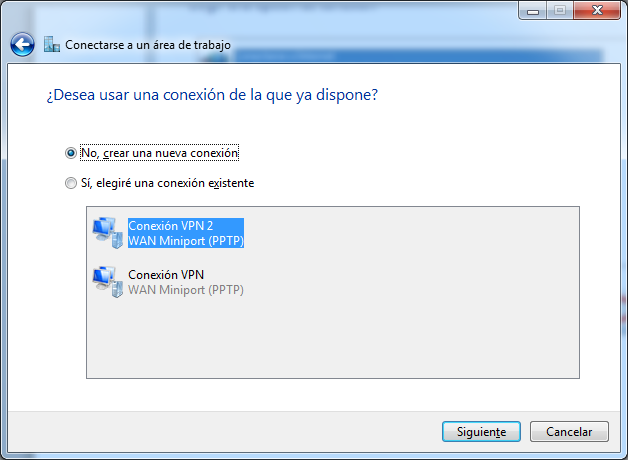 Conectarse a un área de trabajo
¿Desea usar una conexión de la que ya dispone?
No, crear una nueva conexión
Sí, elegiré una conexión existente
Conexión VPN 2
WAN Miniport (PPTP)
Conexión VPN
WAN Miniport (PPTP)
Siguiente Cancelar